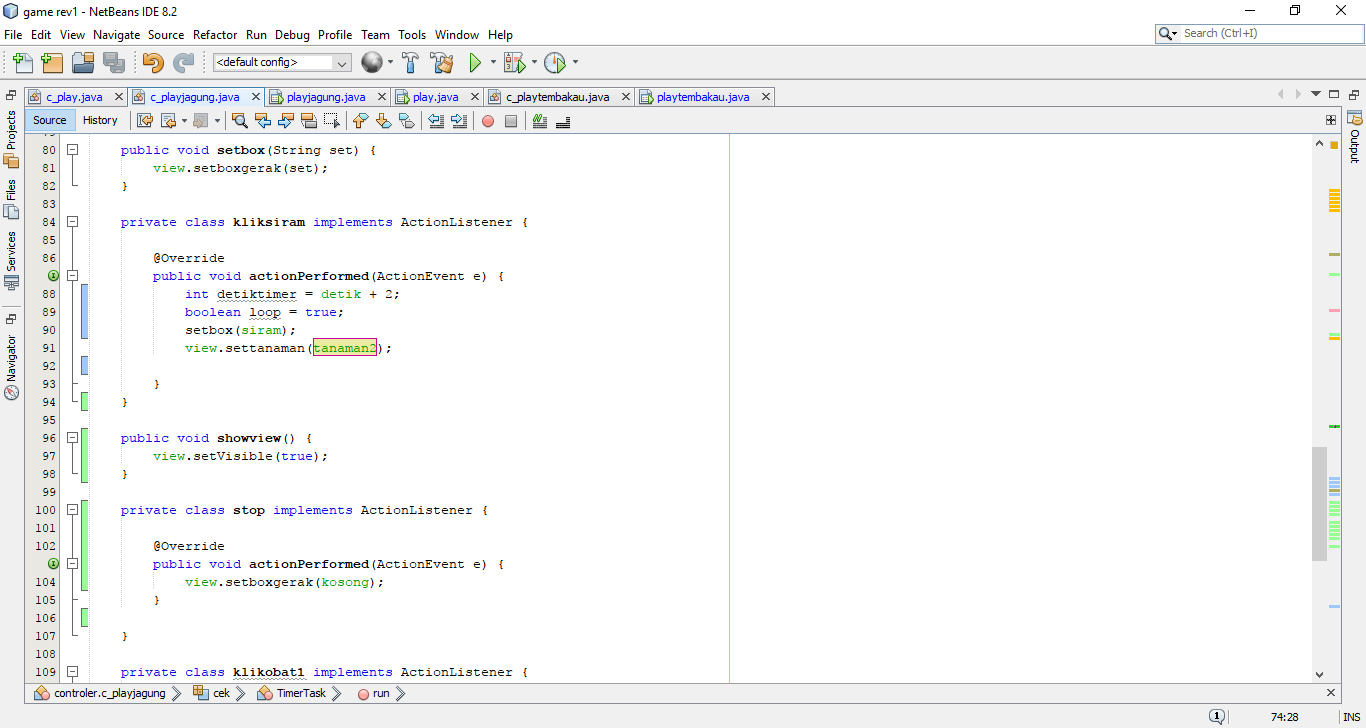 game rev1 - NetBeans IDE 8.2
File Edit View Navigate Source Refactor Run Debug Profile Team Tools Window Help
Search (Ctrl+I)
<default config>
c_play.java c_playjagung.java playjagung.java play.java c_playtembakau.java playtembakau.java
Source History
Projects
Files
Services
Navigator
Output
80 public void setbox(String set) {
81 view.setboxgerak(set);
82 }
83
84 private class kliksiram implements ActionListener {
85
86 @Override
public void actionPerformed(ActionEvent e) {
88 int detiktimer = detik + 2;
89 boolean loop = true;
90 setbox(siram);
91 view.settanaman(tanaman2);
92
93 }
94 }
95
96 public void showview() {
97 view.setVisible(true);
98 }
99
100 private class stop implements ActionListener {
101
102 @Override
public void actionPerformed(ActionEvent e) {
104 view.setboxgerak(kosong);
105 }
106
107 }
108
109 private class klikobat1 implements ActionListener {
controler.c_playjagung cek TimerTask run
1 74:28 INS